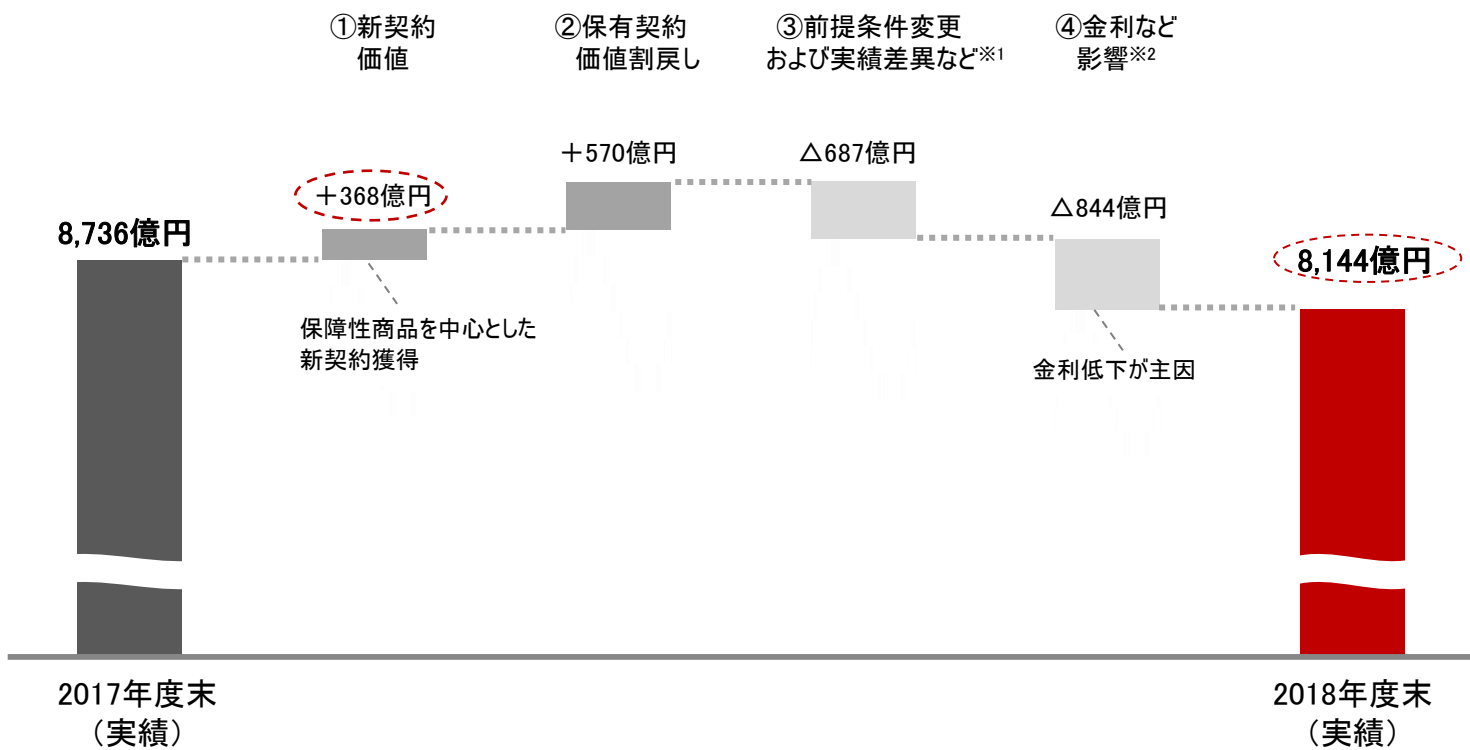 ①新契約
価値
②保有契約
価値割戻し
③前提条件変更
および実績差異など※1
④金利など
影響※2
8,736億円
+368億円
+570億円
△687億円
△844億円
8,144億円
保障性商品を中心とした
新契約獲得
金利低下が主因
2017年度末
(実績)
2018年度末
(実績)